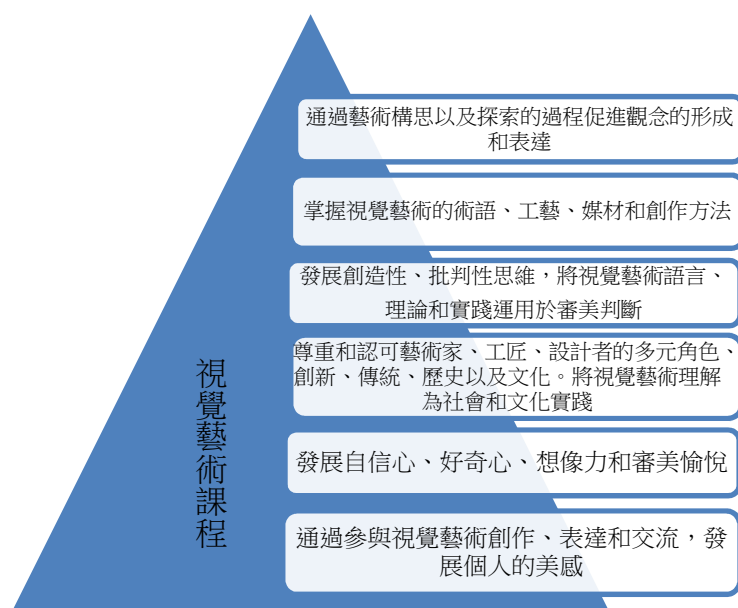 通過藝術構思以及探索的過程促進觀念的形成
和表達
掌握視覺藝術的術語、工藝、媒材和創作方法
發展創造性、批判性思維，將視覺藝術語言、
理論和實踐運用於審美判斷
尊重和認可藝術家、工匠、設計者的多元角色、
創新、傳統、歷史以及文化。將視覺藝術理解
為社會和文化實踐
發展自信心、好奇心、想像力和審美愉悅
通過參與視覺藝術創作、表達和交流，發
展個人的美感
視覺藝術課程